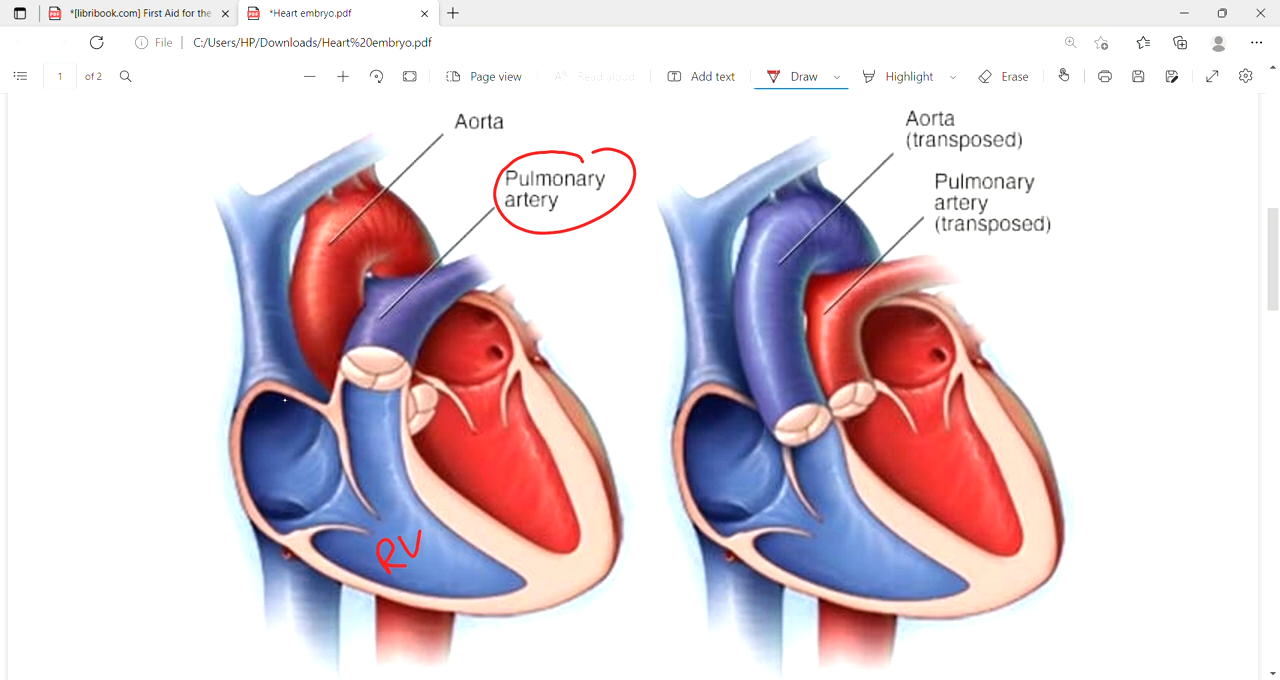 *[libribook.com] First Aid for the
*Heart embryo.pdf
File
C:/Users/HP/Downloads/Heart%20embryo.pdf
1 of 2
Page view
Read aloud
Add text
Draw
Highlight
Erase
Aorta
Pulmonary
artery
RV
Aorta
(transposed)
Pulmonary
artery
(transposed)